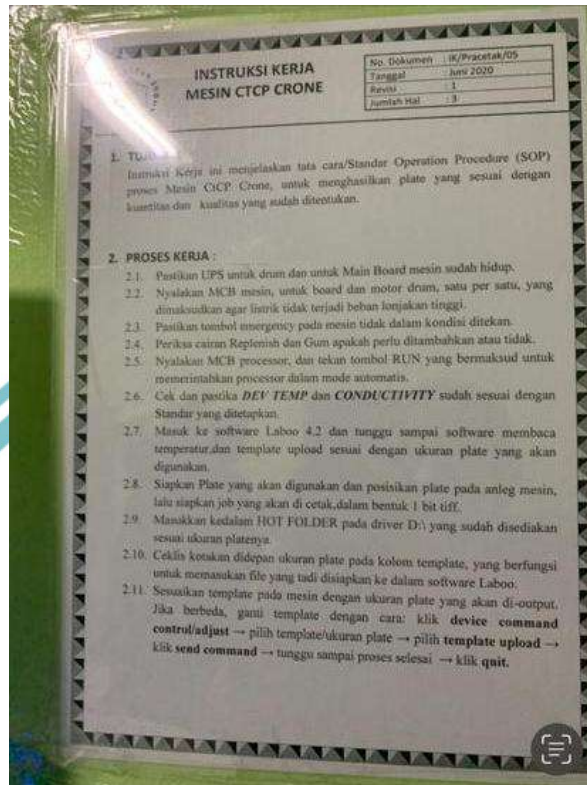 INSTRUKSI KERJA
MESIN CTCP CRONE
No. Dokumen : IK/Pracetak/05
Tanggal : Juni 2020
Revisi : 1
Jumlah Hal : 3
1.
Instruksi Kerja ini menjelaskan tata cara/Standar Operation Procedure (SOP)
proses Mesin CtCP Crone, untuk menghasilkan plate yang sesuai dengan
kuantitas dan kualitas yang sudah ditentukan.
2. PROSES KERJA :
2.1. Pastikan UPS untuk drum dan untuk Main Board mesin sudah hidup.
2.2. Nyalakan MCB mesin, untuk board dan motor drum, satu per satu, yang
dimaksudkan agar listrik tidak terjadi beban lonjakan tinggi.
2.3. Pastikan tombol emergency pada mesin tidak dalam kondisi ditekan.
2.4. Periksa cairan Replenish dan Gum apakah perlu ditambahkan atau tidak.
2.5. Nyalakan MCB processor, dan tekan tombol RUN yang bermaksud untuk
memerintahkan processor dalam mode automatis.
2.6. Cek dan pastika DEV TEMP dan CONDUCTIVITY sudah sesuai dengan
Standar yang ditetapkan.
2.7. Masuk ke software Laboo 4.2 dan tunggu sampai software membaca
temperatur,dan template upload sesuai dengan ukuran plate yang akan
digunakan.
2.8. Siapkan Plate yang akan digunakan dan posisikan plate pada anleg mesin,
lalu siapkan job yang akan di cetak,dalam bentuk 1 bit tiff.
2.9. Masukkan kedalam HOT FOLDER pada driver D:\ yang sudah disediakan
sesuai ukuran platenya.
2.10. Ceklis kotakan didepan ukuran plate pada kolom template, yang berfungsi
untuk memasukan file yang tadi disiapkan ke dalam software Laboo.
2.11. Sesuaikan template pada mesin dengan ukuran plate yang akan di-output.
Jika berbeda, ganti template dengan cara: klik device command
control/adjust → pilih template/ukuran plate → pilih template upload →
klik send command → tunggu sampai proses selesai → klik quit.